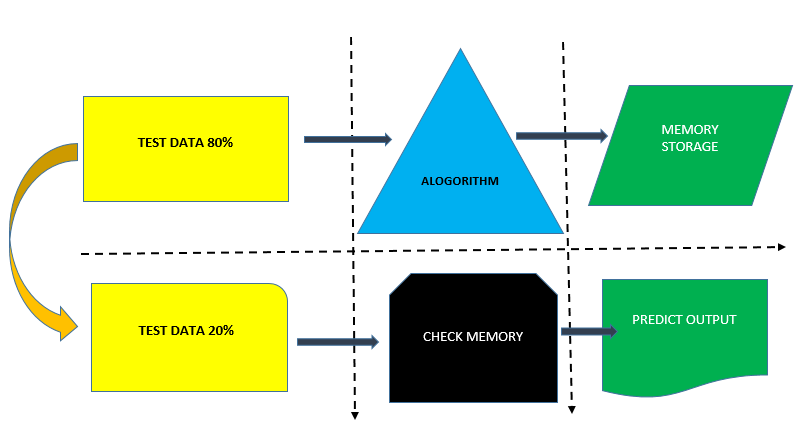 TEST DATA 80%
ALOGORITHM
MEMORY
STORAGE
TEST DATA 20%
CHECK MEMORY
PREDICT OUTPUT